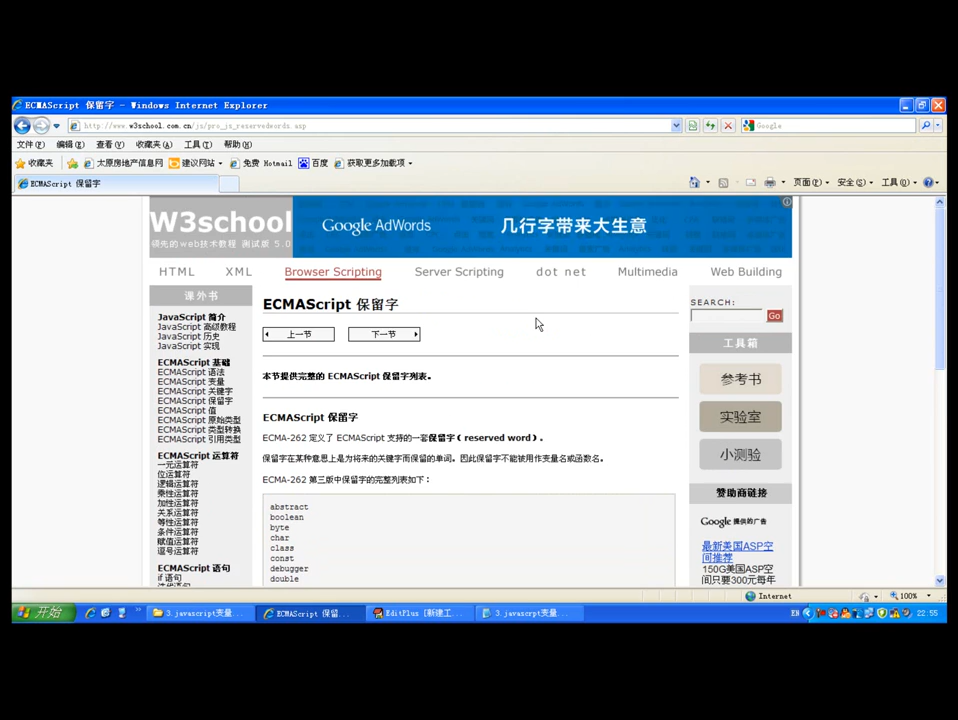 ECMAScript 保留字 - Windows Internet Explorer
http://www.w3school.com.cn/js/pro_js_reservedwords.asp
Google
文件(F) 编辑(E) 查看(V) 收藏夹(A) 工具(T) 帮助(H)
收藏夹 太原房地产信息网 建议网站 免费 Hotmail 百度 获取更多加载项
ECMAScript 保留字
页面(P) 安全(S) 工具(O)
W3school
领先的web技术教程 测试版 5.0
Google AdWords
几行字带来大生意
HTML XML Browser Scripting Server Scripting dot net Multimedia Web Building
课外书
JavaScript 简介
JavaScript 高级教程
JavaScript 历史
JavaScript 实现
ECMAScript 基础
ECMAScript 语法
ECMAScript 变量
ECMAScript 关键字
ECMAScript 保留字
ECMAScript 值
ECMAScript 原始类型
ECMAScript 类型转换
ECMAScript 引用类型
ECMAScript 运算符
一元运算符
位运算符
逻辑运算符
乘性运算符
加性运算符
关系运算符
等性运算符
条件运算符
赋值运算符
逗号运算符
ECMAScript 语句
if 语句
ECMAScript 保留字
上一节
下一节
本节提供完整的 ECMAScript 保留字列表。
ECMAScript 保留字
ECMA-262 定义了 ECMAScript 支持的一套保留字（reserved word）。
保留字在某种意思上是为将来的关键字而保留的单词。因此保留字不能被用作变量名或函数名。
ECMA-262 第三版中保留字的完整列表如下：
abstract
boolean
byte
char
class
const
debugger
double
SEARCH:
Go
工具箱
参考书
实验室
小测验
赞助商链接
Google 提供的广告
最新美国ASP空
间推荐
150G美国ASP空
间只要300元每年
Internet
100%
开始
3.javascript变量...
ECMAScript 保留...
EditPlus [新建工...
3.javascrpt变量...
EN
22:55